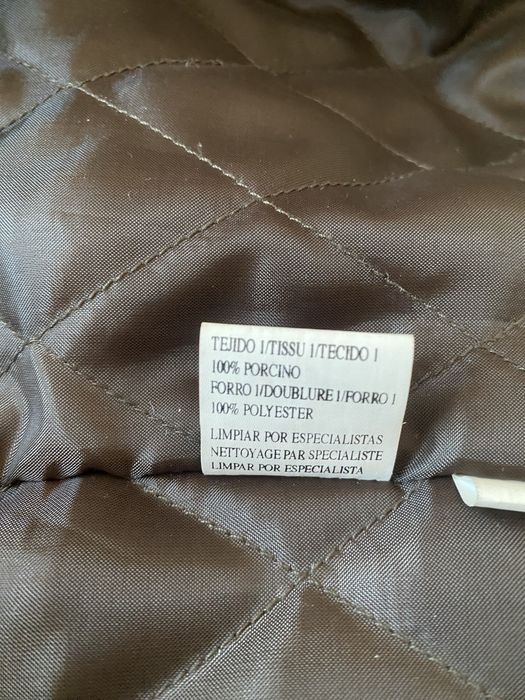 TEJIDO 1/TISSU 1/TECIDO 1
100% PORCINO
FORRO 1/DOUBLURE 1/FORRO 1
100% POLYESTER
LIMPIAR POR ESPECIALISTAS
NETTOYAGE PAR SPECIALISTE
LIMPAR POR ESPECIALISTA